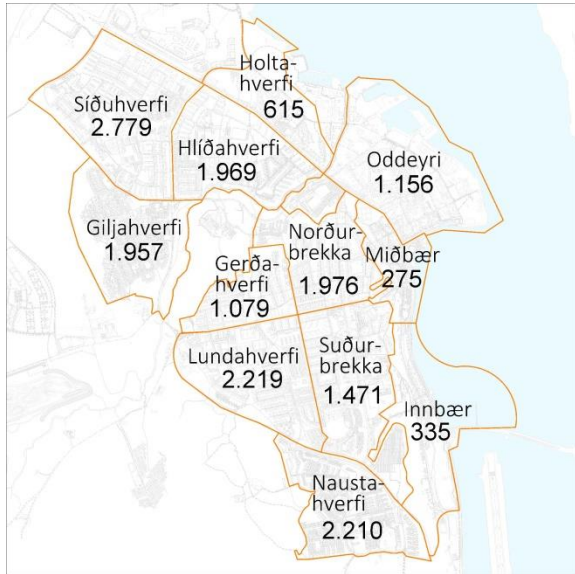 Holta-
hverfi
615
Síðuhverfi
2.779
Hlíðahverfi
1.969
Oddeyri
1.156
Giljahverfi
1.957
Norður-
brekka
1.976
Miðbær
275
Gerða-
hverfi
1.079
Lundahverfi
2.219
Suður-
brekka
1.471
Innbær
335
Nausta-
hverfi
2.210